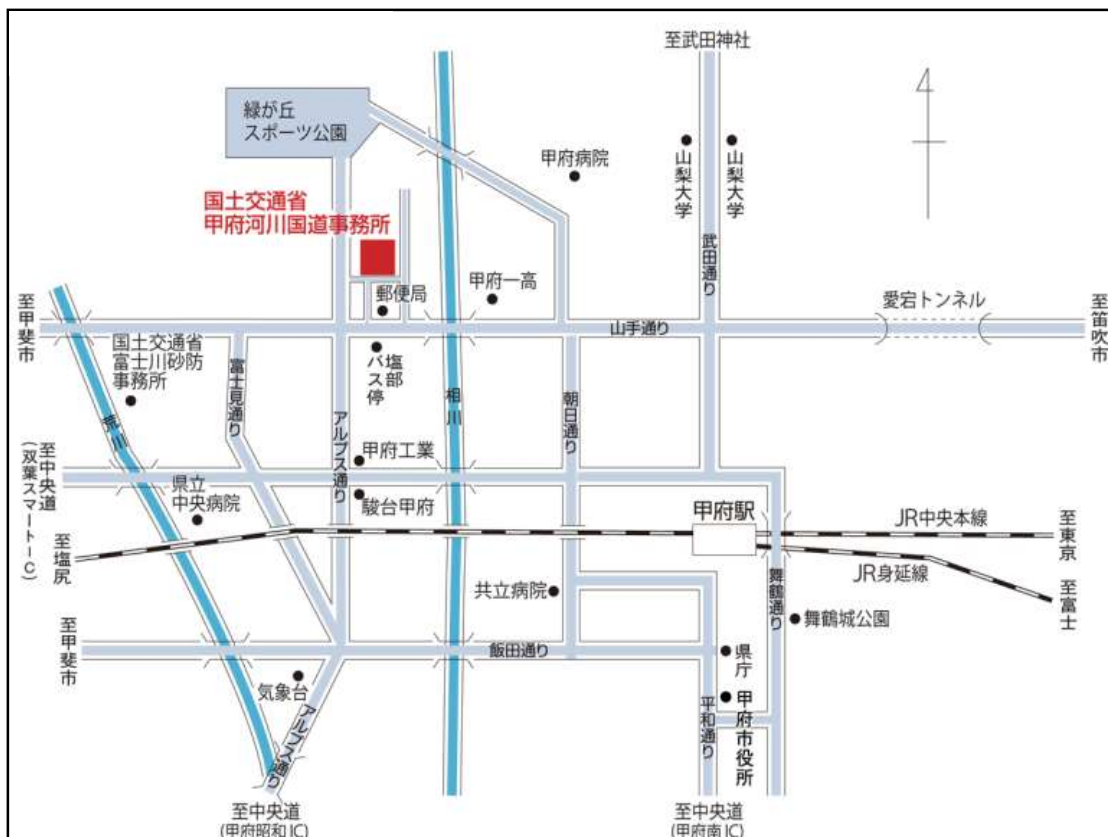 至武田神社
緑が丘
スポーツ公園
甲府病院
山梨大学
山梨大学
国土交通省
甲府河川国道事務所
武田通り
甲府一高
郵便局
愛宕トンネル
至甲斐市
山手通り
至笛吹市
国土交通省
富士川砂防
事務所
富士見通り
塩部
バス停
相川
朝日通り
荒川
アルプス通り
甲府工業
至中央道
(双葉スマートIC)
県立
中央病院
駿台甲府
甲府駅
JR中央本線
至東京
至塩尻
JR身延線
至富士
共立病院
舞鶴通り
舞鶴城公園
至甲斐市
飯田通り
県庁
気象台
甲府市役所
アルプス通り
平和通り
至中央道
(甲府昭和IC)
至中央道
(甲府南IC)